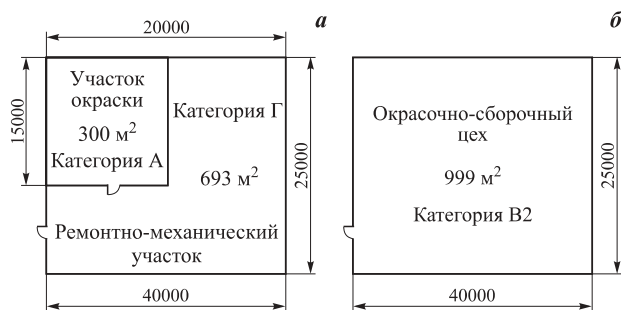 20000
а
15000
Участок
окраски
300 м²
Категория А
Категория Г
693 м²
25000
Ремонтно-механический
участок
40000
б
Окрасочно-сборочный
цех
999 м²
Категория В2
25000
40000